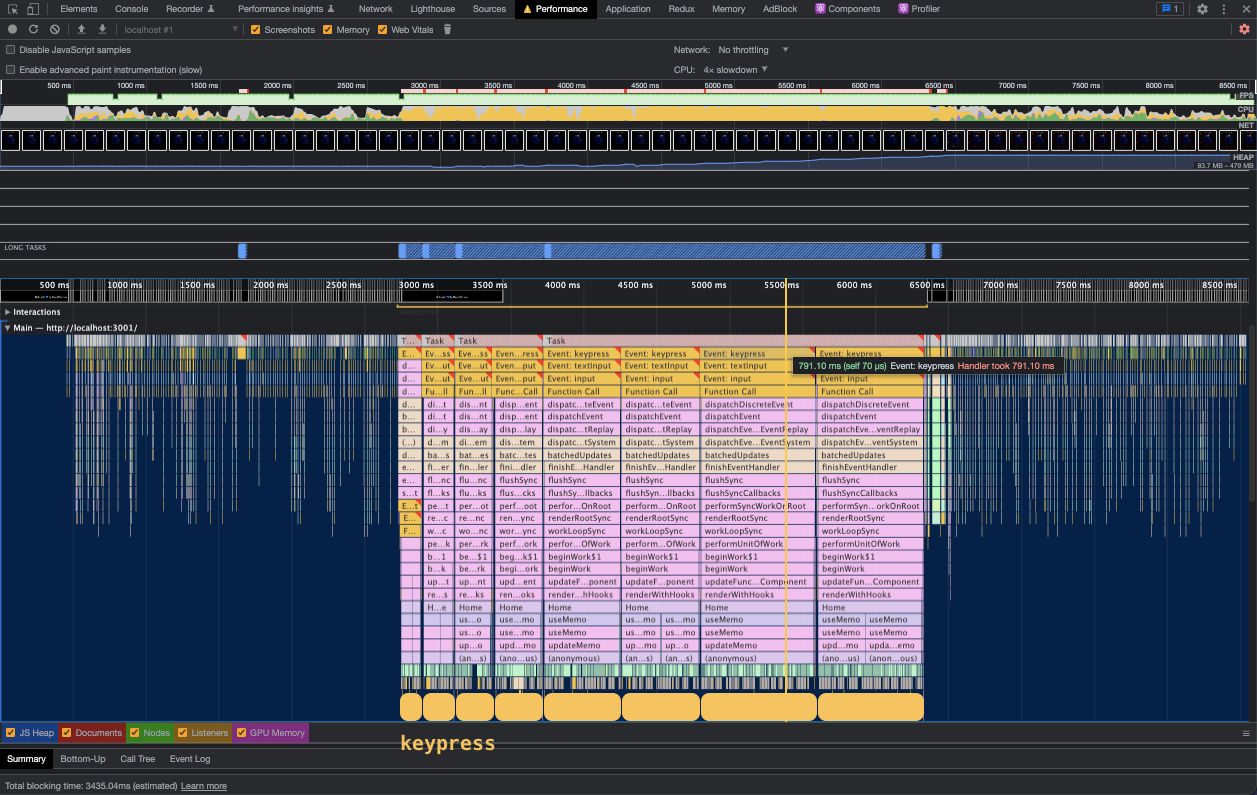 Elements Console Recorder Performance insights Network Lighthouse Sources Performance Application Redux Memory AdBlock Components Profiler 1
localhost #1 Screenshots Memory Web Vitals
Disable JavaScript samples Network: No throttling
Enable advanced paint instrumentation (slow) CPU: 4× slowdown
500 ms 1000 ms 1500 ms 2000 ms 2500 ms 3000 ms 3500 ms 4000 ms 4500 ms 5000 ms 5500 ms 6000 ms 6500 ms 7000 ms 7500 ms 8000 ms 8500 ms
FPS
CPU
NET
HEAP
83.7 MB – 479 MB
LONG TASKS
500 ms 1000 ms 1500 ms 2000 ms 2500 ms 3000 ms 3500 ms 4000 ms 4500 ms 5000 ms 5500 ms 6000 ms 6500 ms 7000 ms 7500 ms 8000 ms 8500 ms
Interactions
Main — http://localhost:3001/
T... Task Task Task
E... Ev...ss Eve...ss Even...ress Event: keypress Event: keypress Event: keypress Event: keypress
d... Ev...ut Eve...ut Even...put Event: textInput Event: textInput Event: textInput
791.10 ms (self 70 μs) Event: keypress Handler took 791.10 ms
E... Ev...ut Eve...ut Even...put Event: input Event: input Event: input Event: input
d... Fu...ll Fun...ll Func...Call Function Call Function Call Function Call Function Call
d... di...t dis...nt disp...ent dispatc...teEvent dispatc...teEvent dispatchDiscreteEvent dispatchDiscreteEvent
b... di...t dis...nt disp...ent dispatchEvent dispatchEvent dispatchEvent dispatchEvent
b... di...y dis...ay disp...lay dispatc...tReplay dispatc...tReplay dispatchEve...EventReplay dispatchEve...ventReplay
(...) d...m di...em dis...tem dispatc...tSystem dispatc...tSystem dispatchEve...EventSystem dispatchEv...ventSystem
d... ba...s bat...es batc...tes batchedUpdates batchedUpdates batchedUpdates batchedUpdates
e... fi...er fin...ler fini...dler finishE...Handler finishEv...Handler finishEventHandler finishEventHandler
e... fl...nc flu...nc flus...ync flushSync flushSync flushSync flushSync
s...t fl...ks flu...ks flus...cks flushSy...llbacks flushSyn...llbacks flushSyncCallbacks flushSyncCallbacks
E...t pe...t per...ot perf...oot perfor...OnRoot perform...OnRoot performSyncWorkOnRoot performSyn...orkOnRoot
E... re...c re...nc ren...ync renderRootSync renderRootSync renderRootSync renderRootSync
F... w...c wo...nc wor...ync workLoopSync workLoopSync workLoopSync workLoopSync
pe...k per...rk perf...ork perfor...OfWork perform...OfWork performUnitOfWork performUnitOfWork
b...1 be...$1 beg...k$1 beginWork$1 beginWork$1 beginWork$1 beginWork$1
b...k be...rk begi...ork beginWork beginWork beginWork beginWork
up...t up...nt upd...ent updateF...ponent updateF...ponent updateFunc...Component updateFun...Component
re...s re...ks ren...oks render...hHooks renderWithHooks renderWithHooks renderWithHooks
H...e Home Home Home Home Home Home
us...o use...mo useMemo us...mo us...mo useMemo useMemo useMemo
us...o use...mo useMemo us...mo us...mo useMemo useMemo useMemo
up...o upd...mo updateMemo up...mo up...mo updateMemo upd...mo upda...emo
(an...s) (ano...us) (anonymous) (an...s) (an...s) (anonymous) (ano...us) (anon...ous)
JS Heap Documents Nodes Listeners GPU Memory
keypress
Summary Bottom-Up Call Tree Event Log
Total blocking time: 3435.04ms (estimated) Learn more